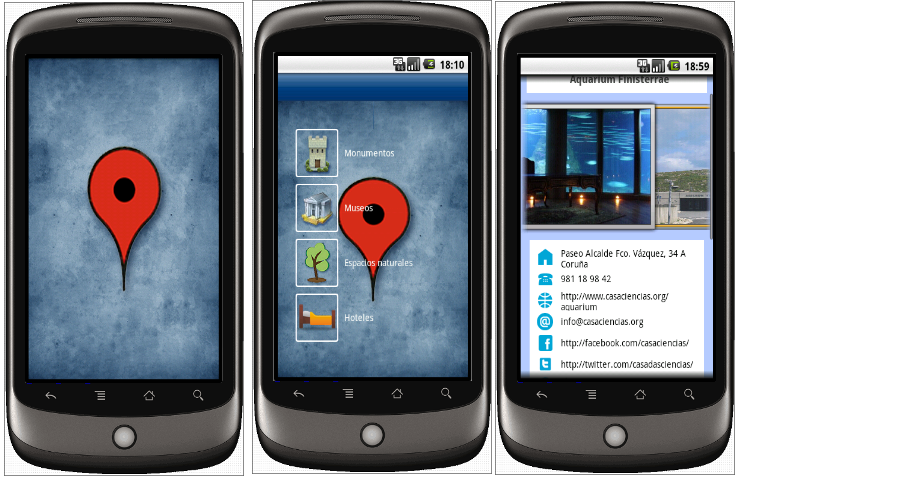 3G
18:10
Monumentos
Museos
Espacios naturales
Hoteles
3G
18:59
Aquarium Finisterrae
Paseo Alcalde Fco. Vázquez, 34 A
Coruña
981 18 98 42
http://www.casaciencias.org/
aquarium
info@casaciencias.org
http://facebook.com/casaciencias/
http://twitter.com/casadasciencias/